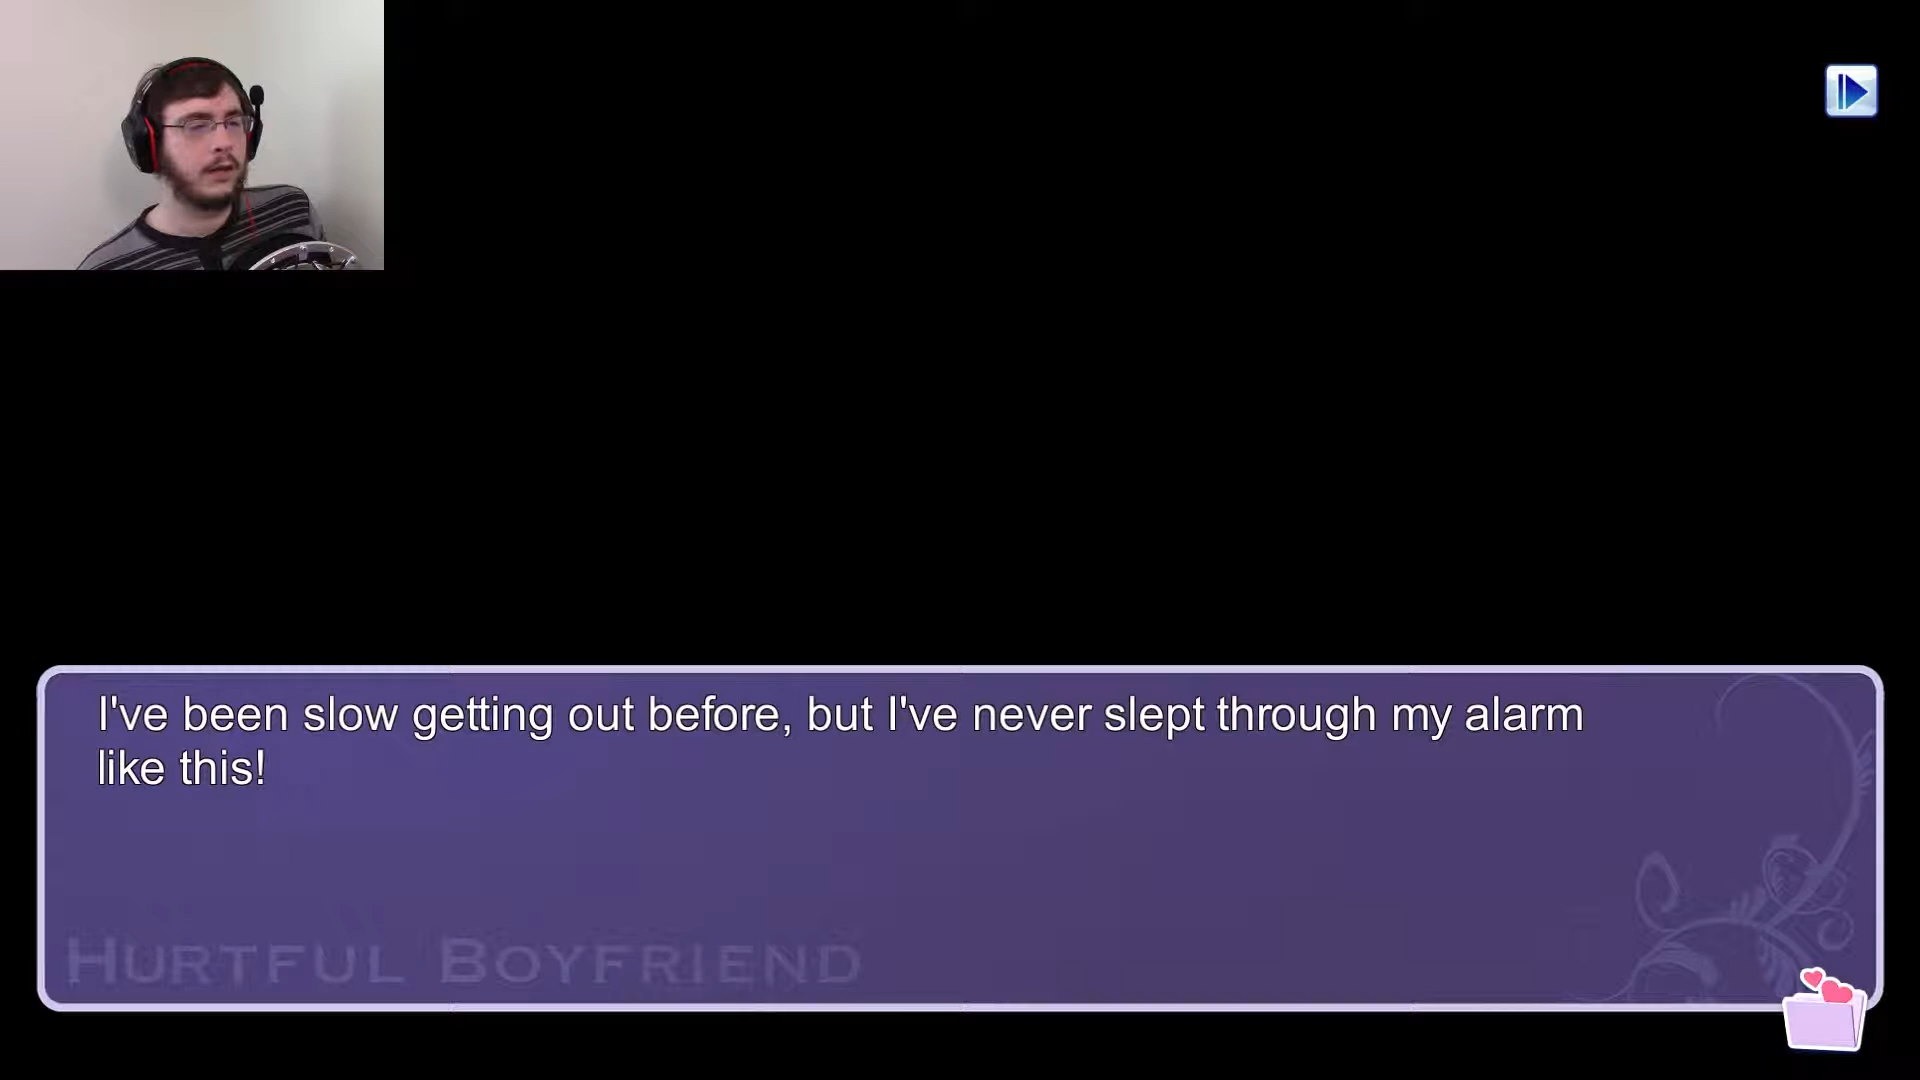 I've been slow getting out before, but I've never slept through my alarm
like this!
HURTFUL BOYFRIEND